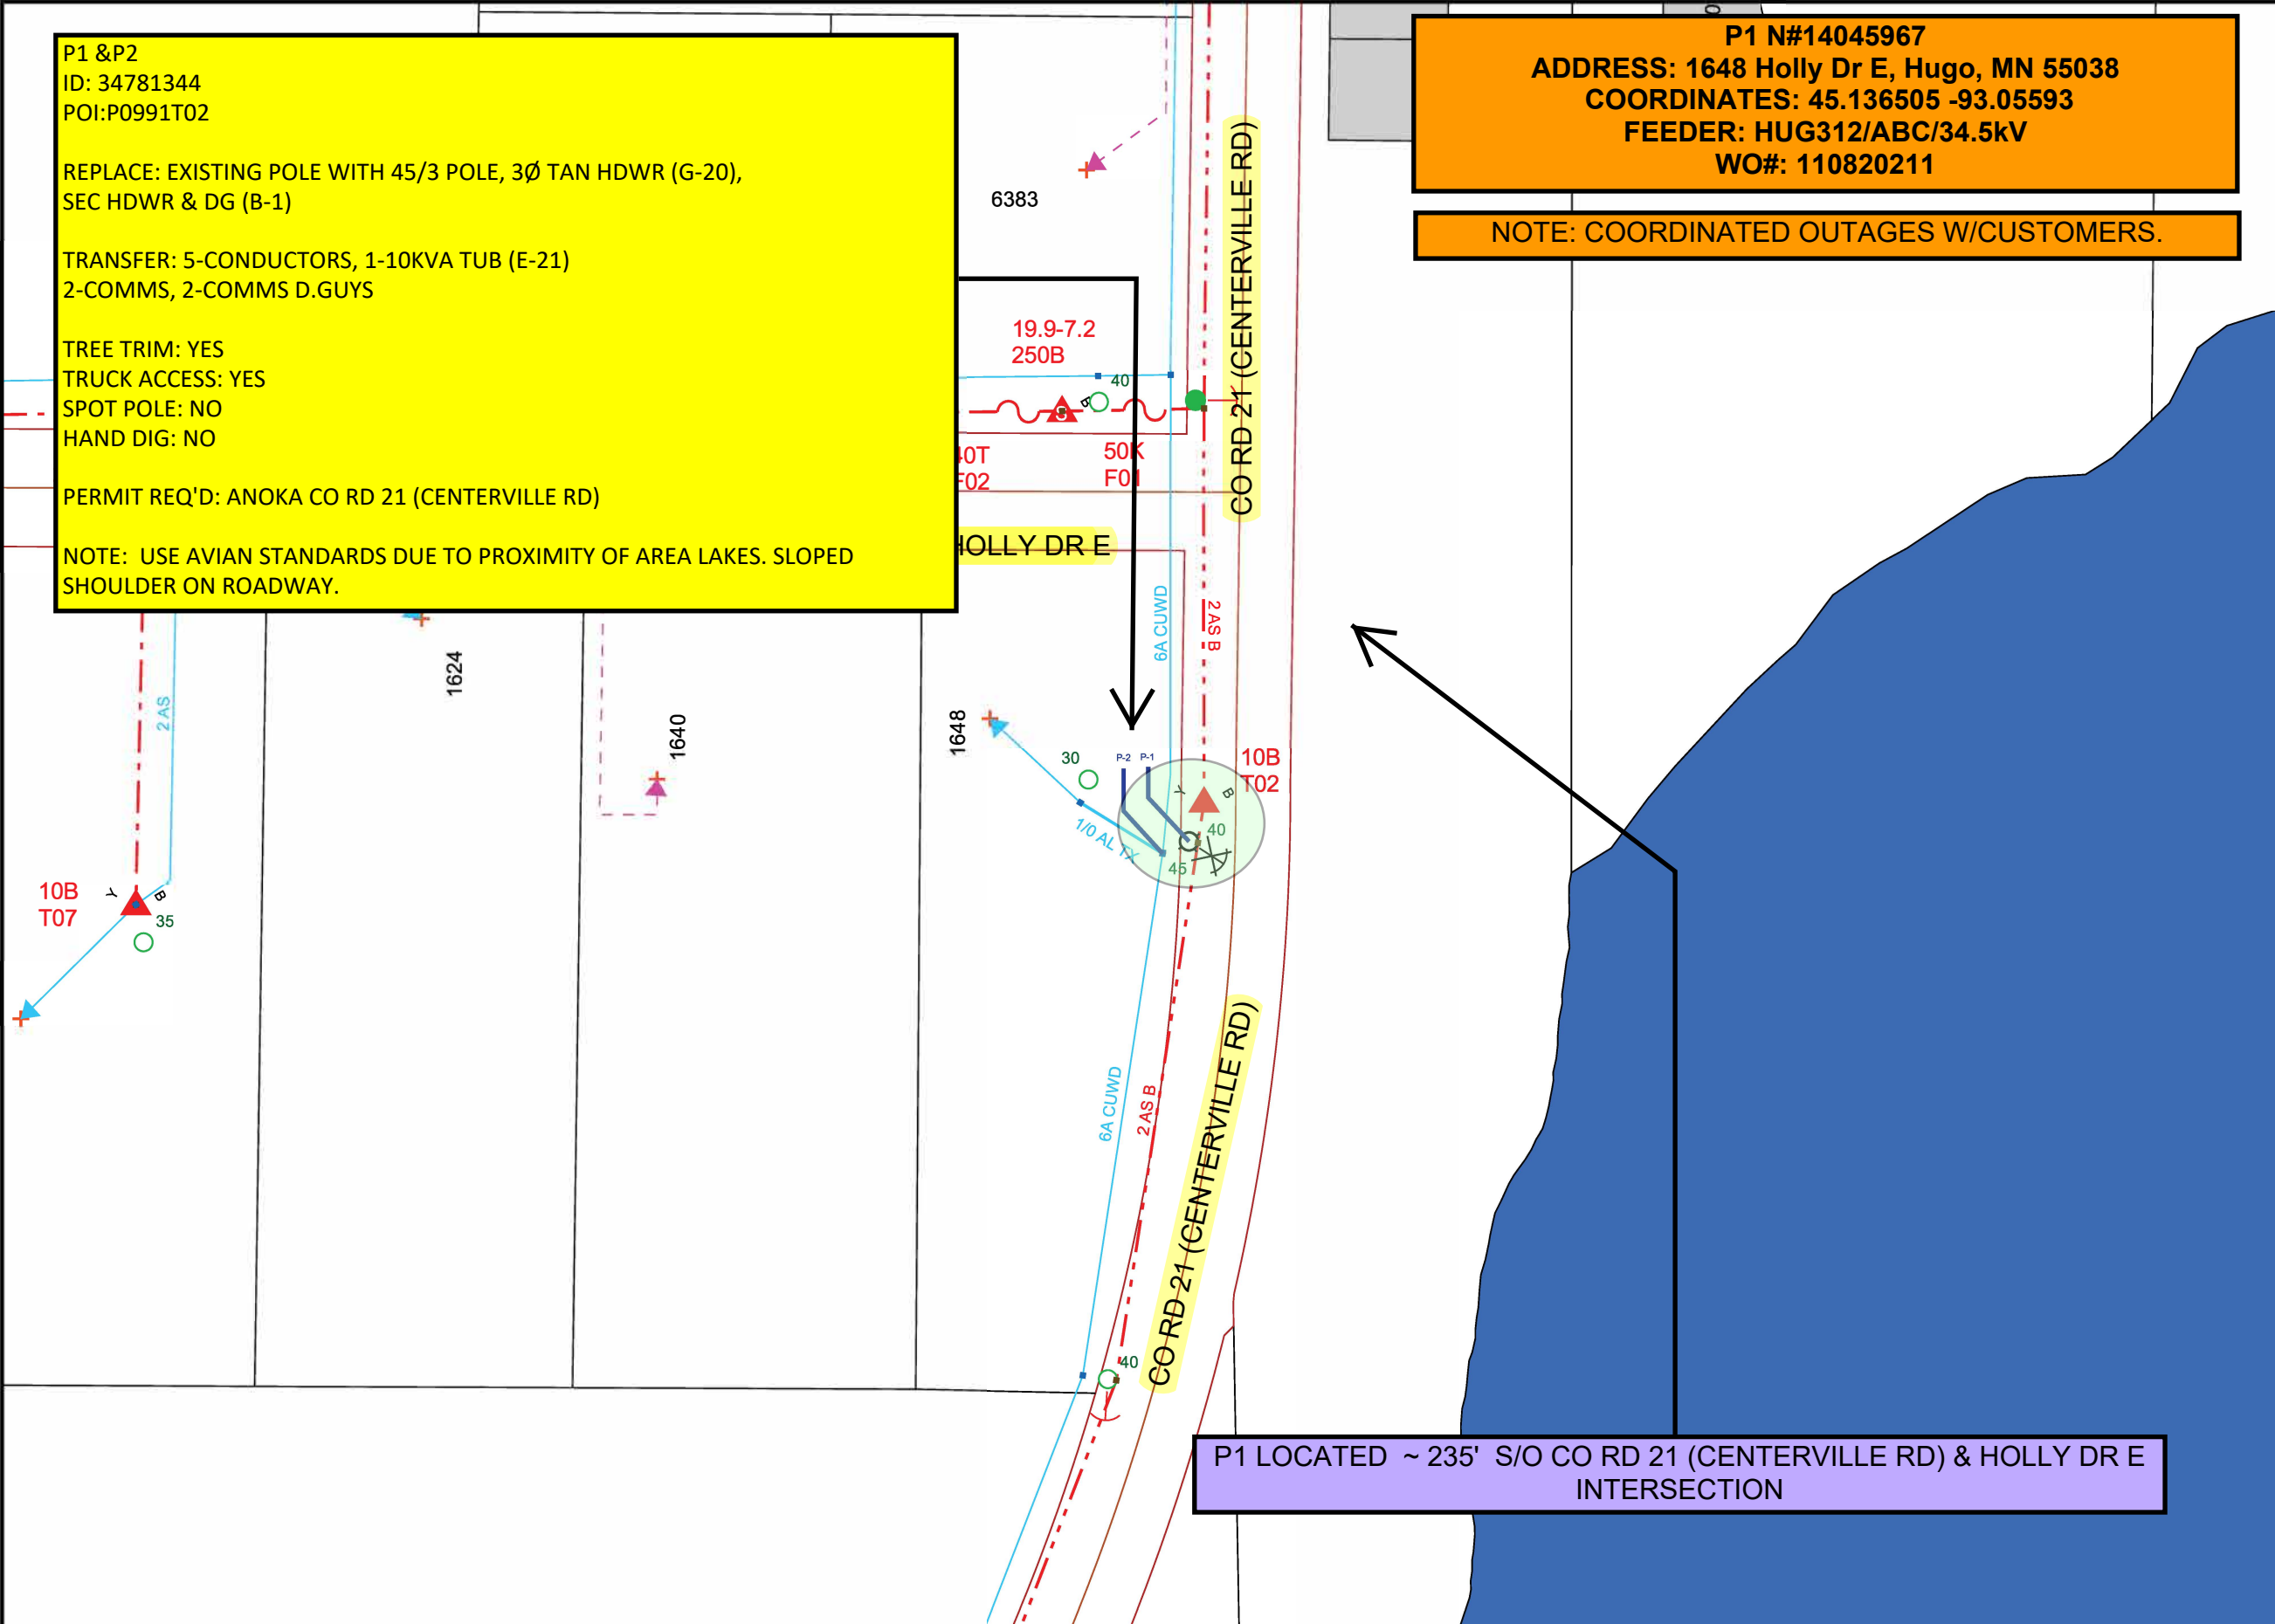 P1 &P2
ID: 34781344
POI:P0991T02
REPLACE: EXISTING POLE WITH 45/3 POLE, 3Ø TAN HDWR (G-20),
SEC HDWR & DG (B-1)
TRANSFER: 5-CONDUCTORS, 1-10KVA TUB (E-21)
2-COMMS, 2-COMMS D.GUYS
TREE TRIM: YES
TRUCK ACCESS: YES
SPOT POLE: NO
HAND DIG: NO
PERMIT REQ'D: ANOKA CO RD 21 (CENTERVILLE RD)
NOTE:  USE AVIAN STANDARDS DUE TO PROXIMITY OF AREA LAKES. SLOPED
SHOULDER ON ROADWAY.
P1 N#14045967
ADDRESS: 1648 Holly Dr E, Hugo, MN 55038
COORDINATES: 45.136505 -93.05593
FEEDER: HUG312/ABC/34.5kV
WO#: 110820211
NOTE: COORDINATED OUTAGES W/CUSTOMERS.
6383
CO RD 21 (CENTERVILLE RD)
19.9-7.2
250B
40
B
3
40T
F02
50K
F01
HOLLY DR E
6A CUWD
2 AS B
1624
2 AS
1640
1648
30
P-2
P-1
10B
T02
Y
B
40
45
1/0 AL TX
10B
T07
Y
B
35
6A CUWD
2 AS B
CO RD 21 (CENTERVILLE RD)
40
P1 LOCATED  ~ 235'  S/O CO RD 21 (CENTERVILLE RD) & HOLLY DR E
INTERSECTION